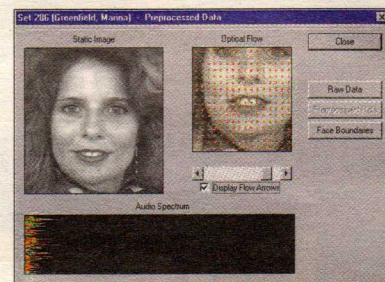 Set 286 (Greenfield, Marina) - Preprocessed Data
Static Image
Optical Flow
Close
Raw Data
Face Boundaries
Display Flow Arrows
Audio Spectrum